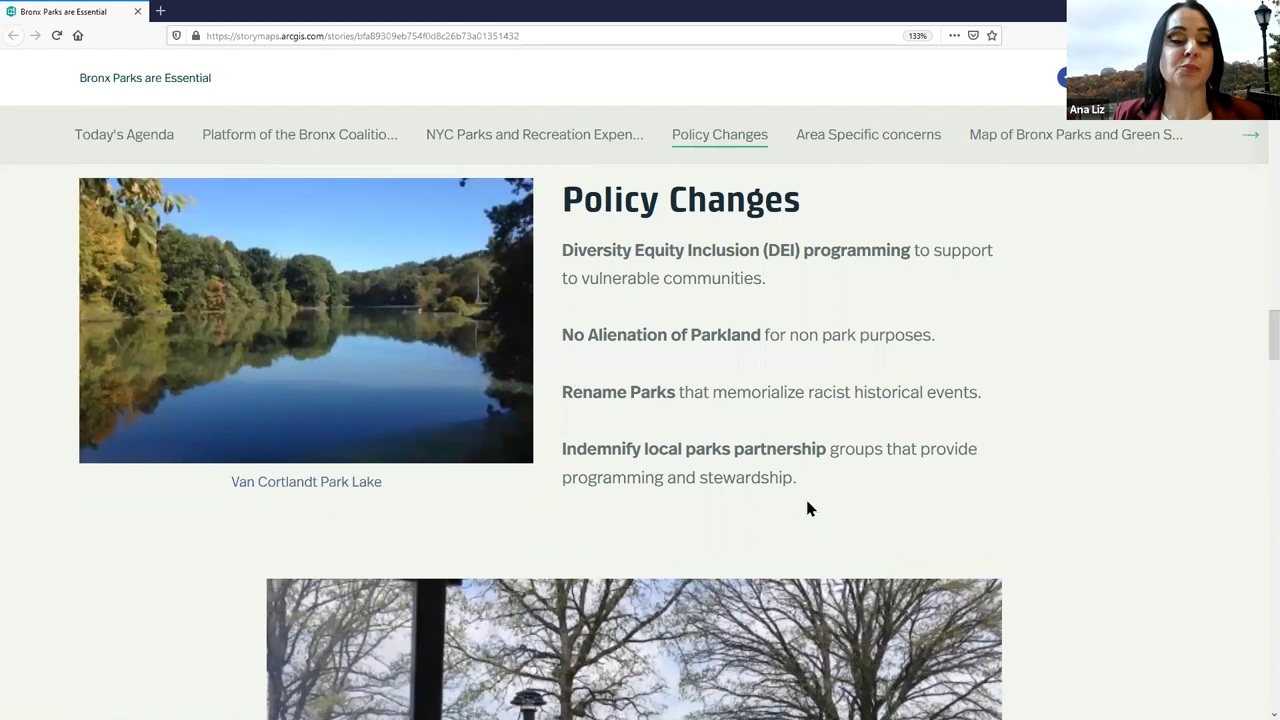 Bronx Parks are Essential
https://storymaps.arcgis.com/stories/bfa89309eb754f0d8c26b73a01351432
133%
Ana Liz
Bronx Parks are Essential
Today's Agenda
Platform of the Bronx Coalitio...
NYC Parks and Recreation Expen...
Policy Changes
Area Specific concerns
Map of Bronx Parks and Green S...
Policy Changes
Diversity Equity Inclusion (DEI) programming to support
to vulnerable communities.
No Alienation of Parkland for non park purposes.
Rename Parks that memorialize racist historical events.
Indemnify local parks partnership groups that provide
programming and stewardship.
Van Cortlandt Park Lake